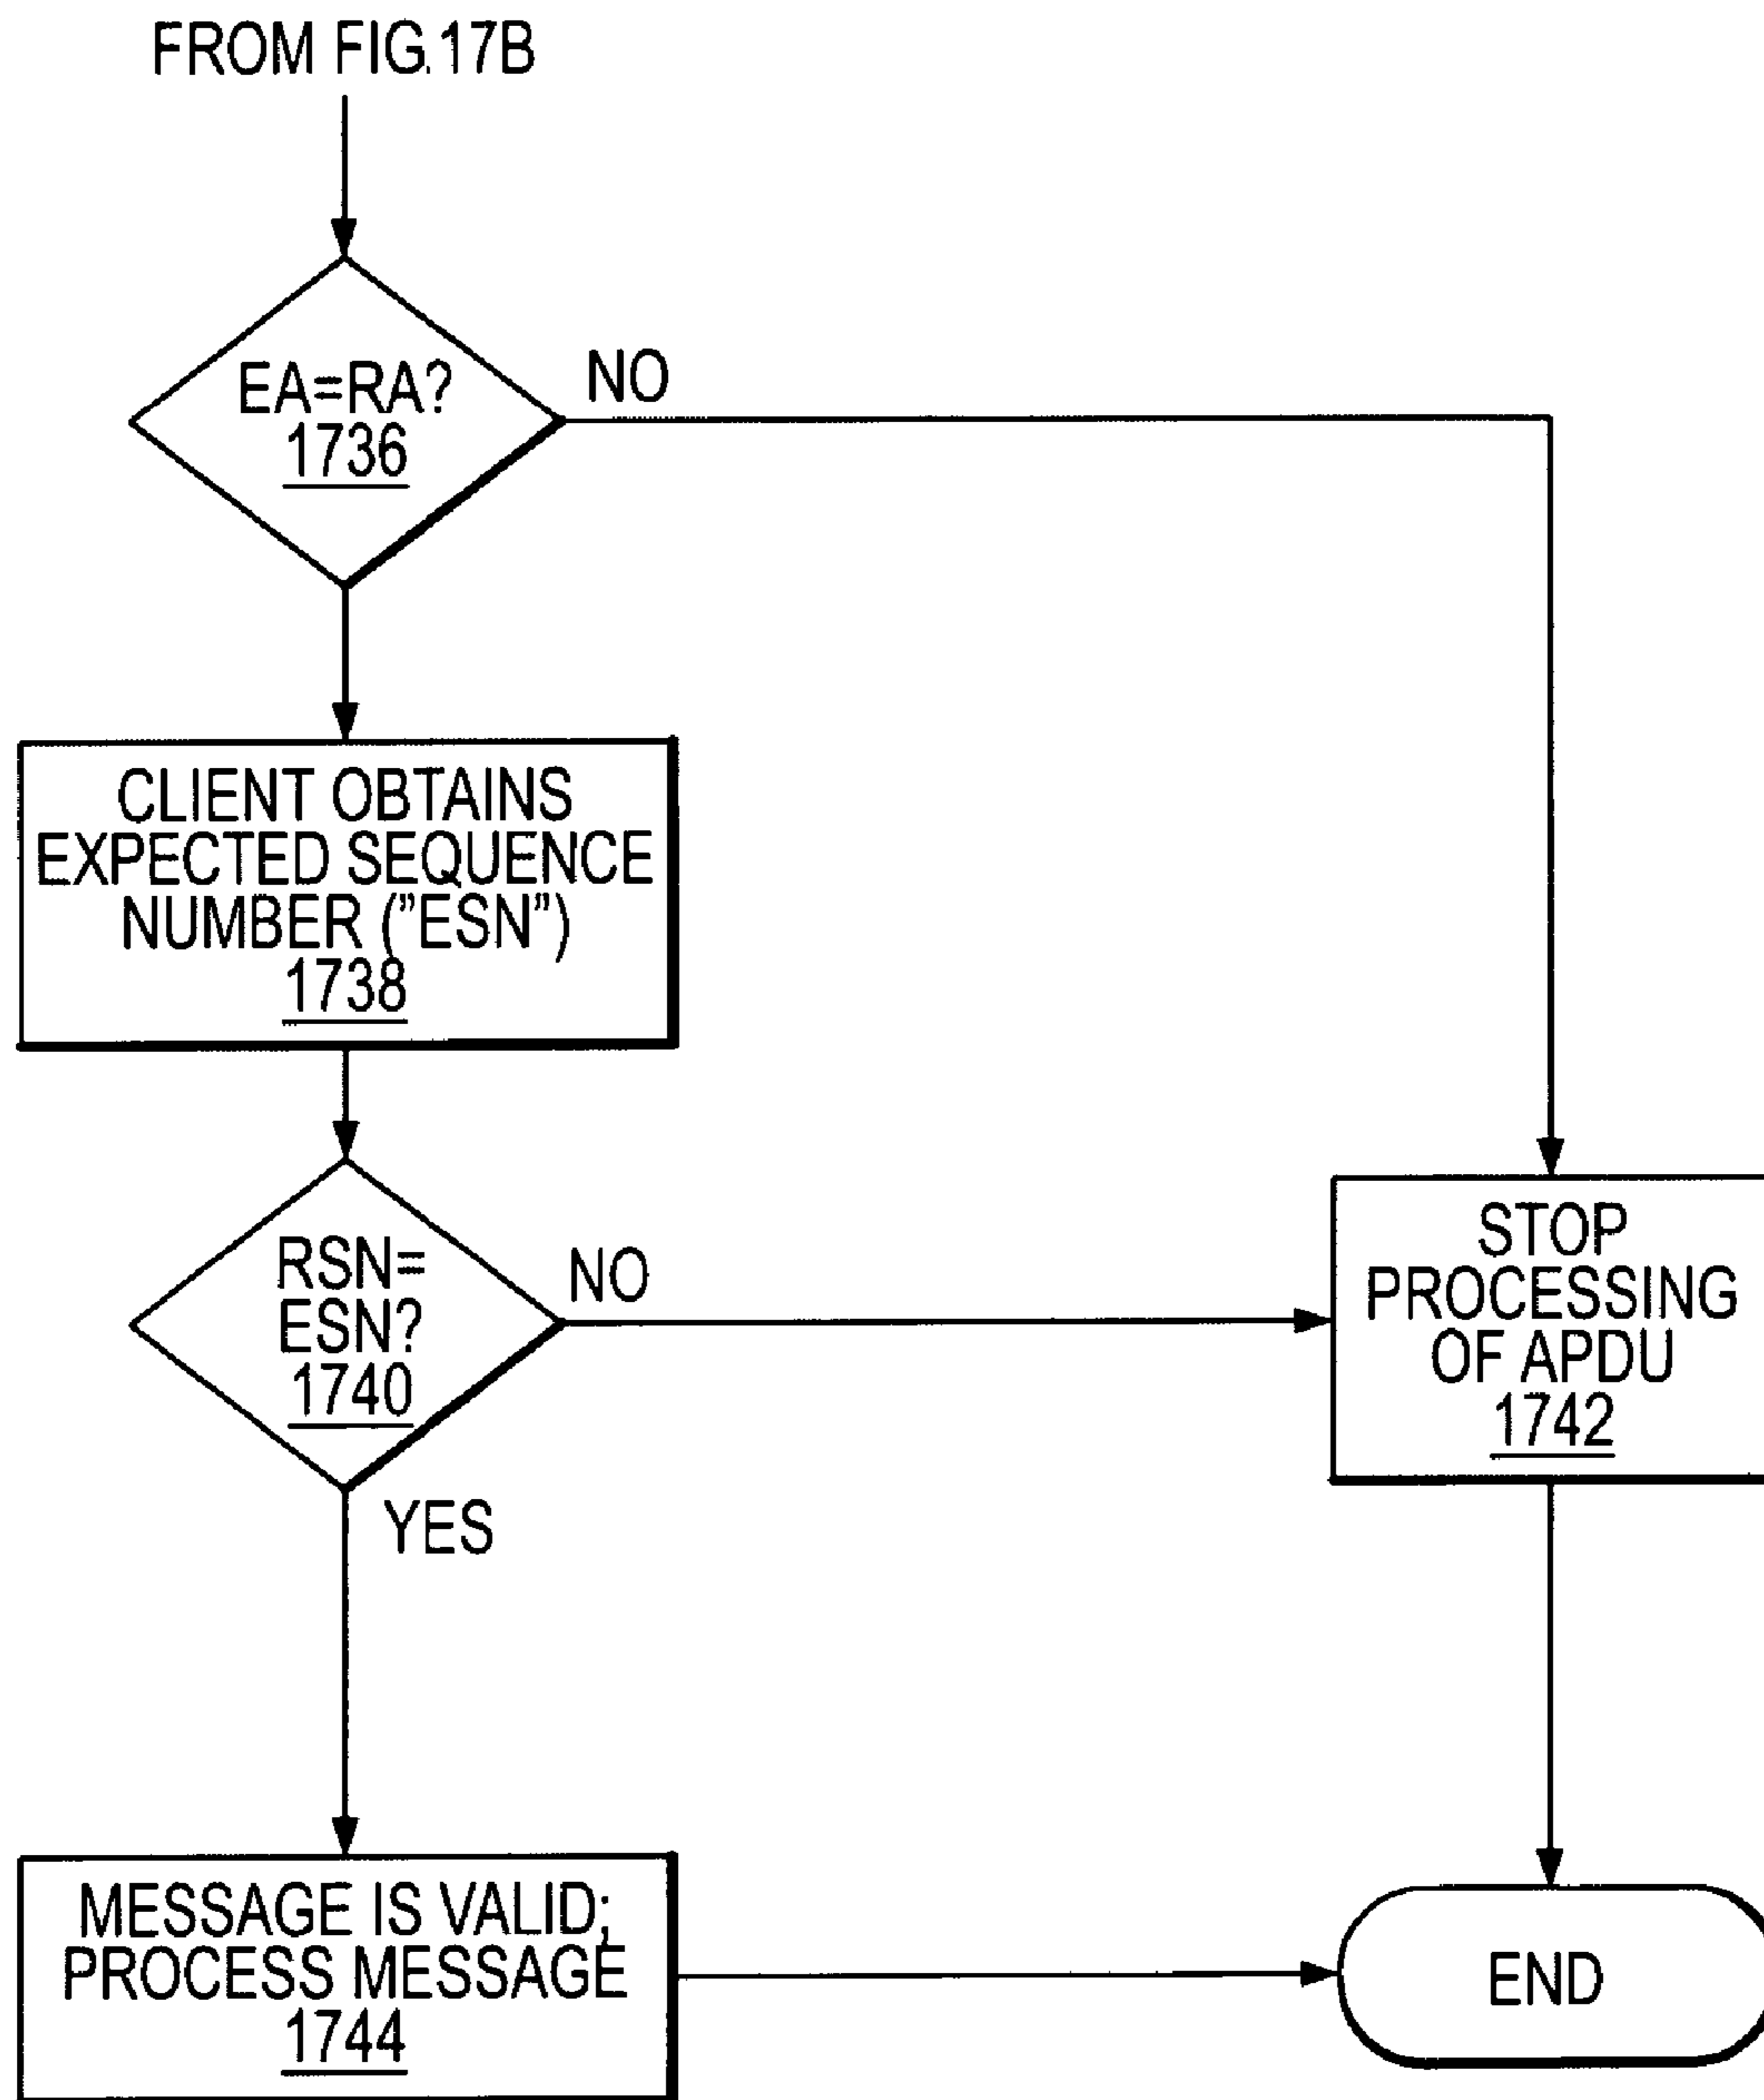 FROM FIG.17B
EA=RA?
1736
NO
CLIENT OBTAINS
EXPECTED SEQUENCE
NUMBER ("ESN")
1738
RSN=
ESN?
1740
NO
YES
STOP
PROCESSING
OF APDU
1742
MESSAGE IS VALID;
PROCESS MESSAGE
1744
END